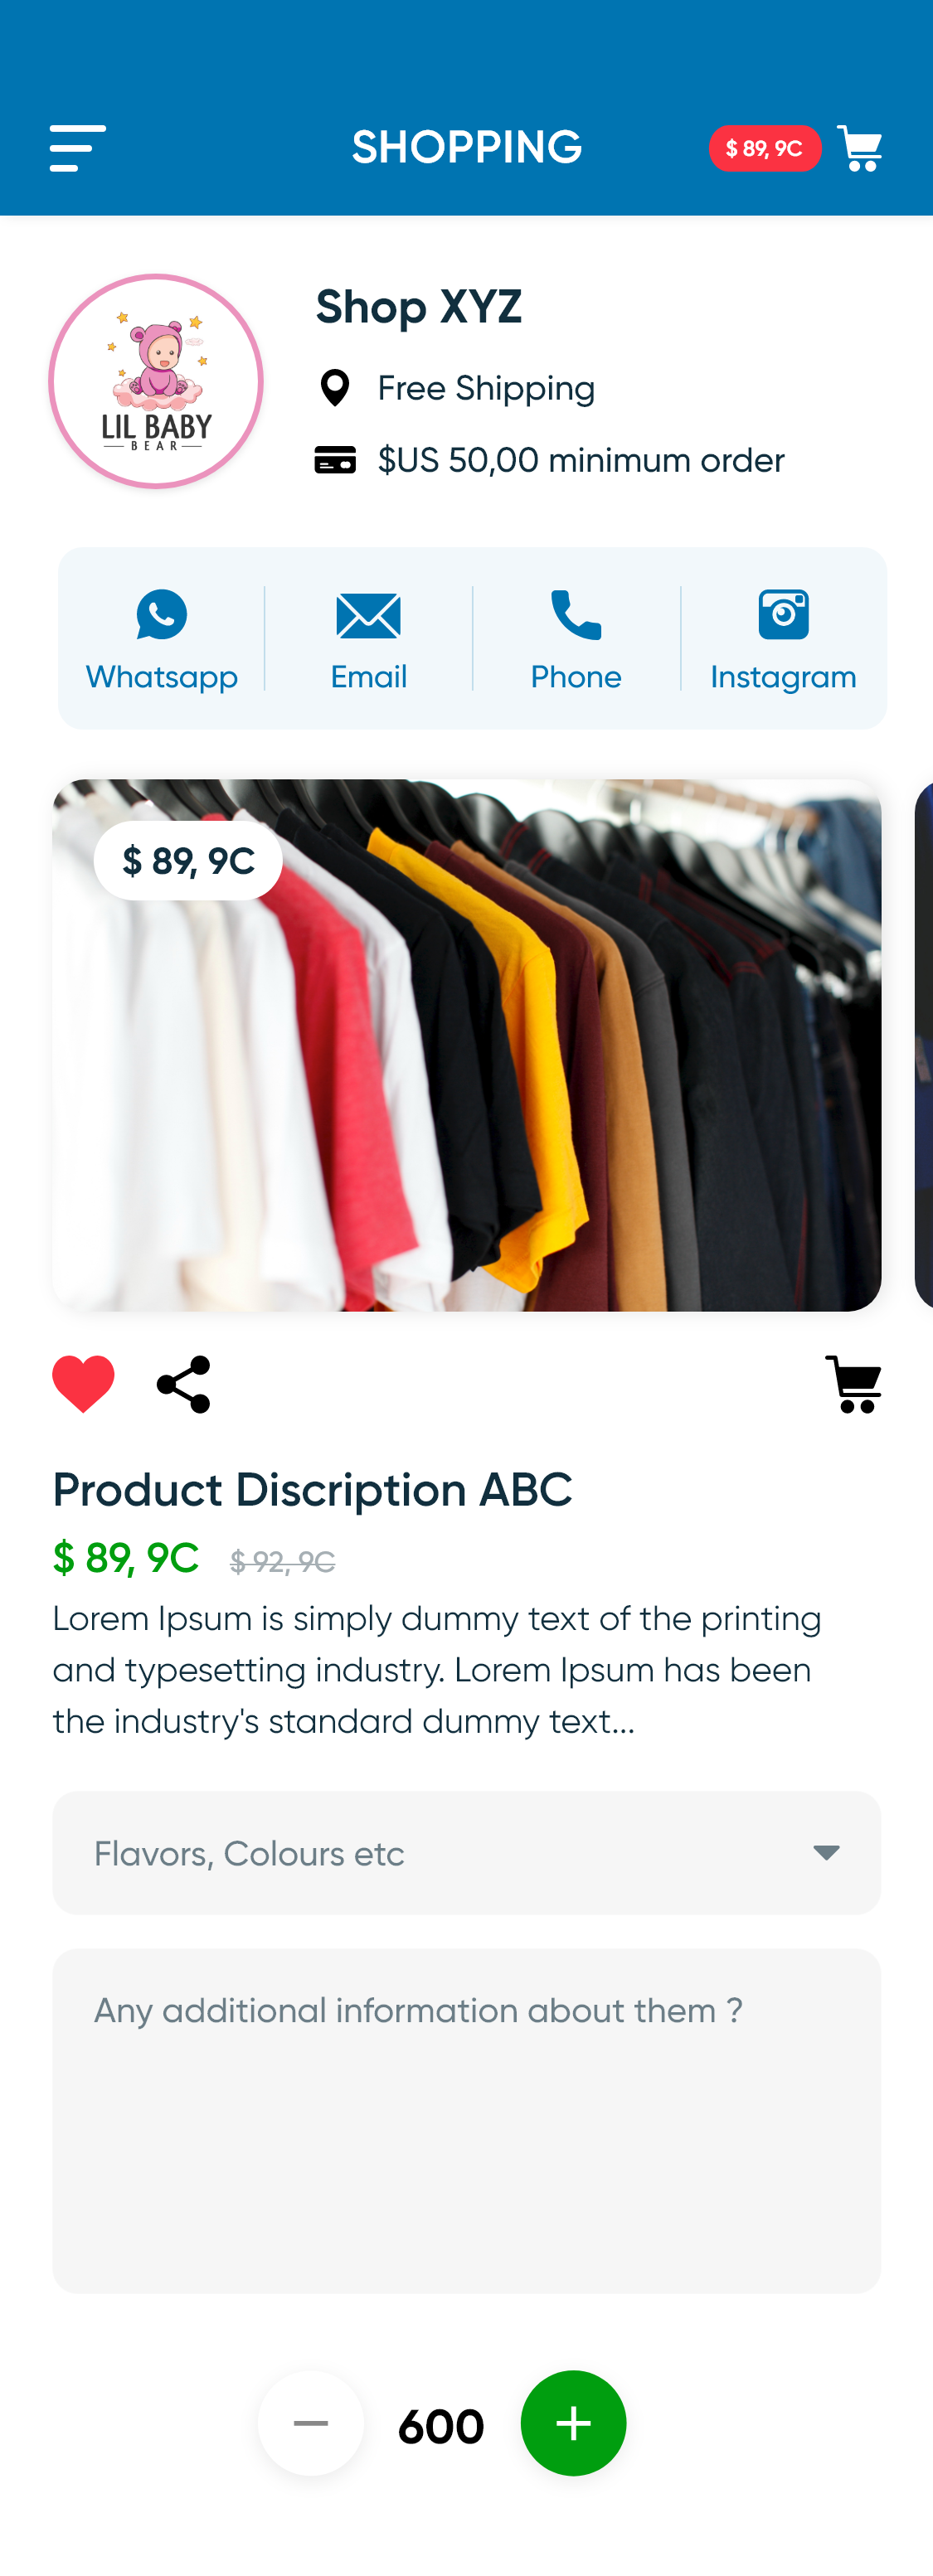 SHOPPING
$ 89, 9C
Shop XYZ
LIL BABY
BEAR
Free Shipping
$US 50,00 minimum order
Whatsapp
Email
Phone
Instagram
$ 89, 9C
Product Discription ABC
$ 89, 9C $ 92, 9C
Lorem Ipsum is simply dummy text of the printing
and typesetting industry. Lorem Ipsum has been
the industry's standard dummy text...
Flavors, Colours etc
Any additional information about them ?
600